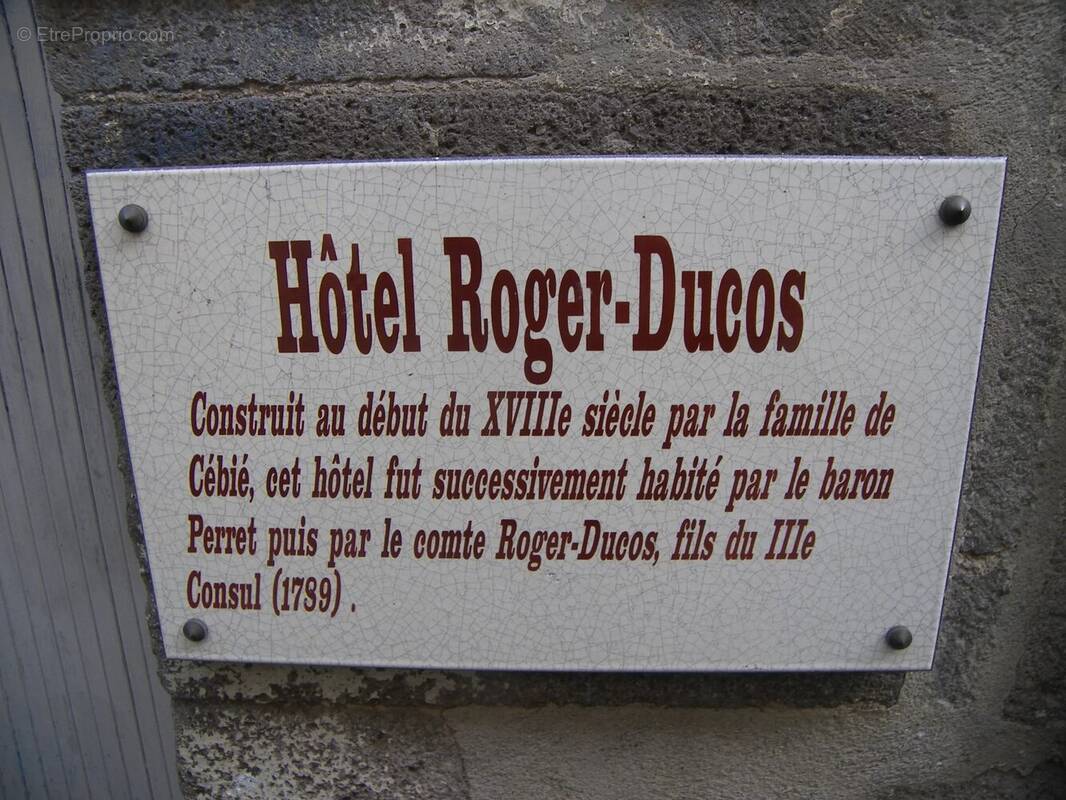 © EtreProprio.com
Hôtel Roger-Ducos
Construit au début du XVIIIe siècle par la famille de
Cébié, cet hôtel fut successivement habité par le baron
Perret puis par le comte Roger-Ducos, fils du IIIe
Consul (1789) .